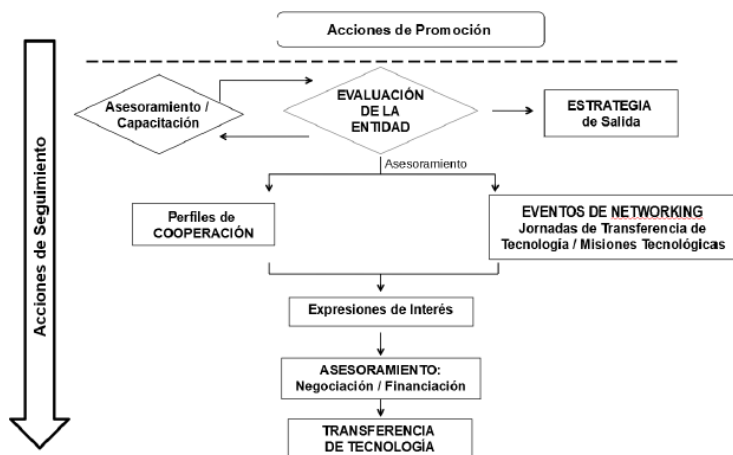 Acciones de Promoción
Acciones de Seguimiento
Asesoramiento /
Capacitación
EVALUACIÓN
DE LA
ENTIDAD
ESTRATEGIA
de Salida
Asesoramiento
Perfiles de
COOPERACIÓN
EVENTOS DE NETWORKING
Jornadas de Transferencia de
Tecnología / Misiones Tecnológicas
Expresiones de Interés
ASESORAMIENTO:
Negociación / Financiación
TRANSFERENCIA
DE TECNOLOGÍA